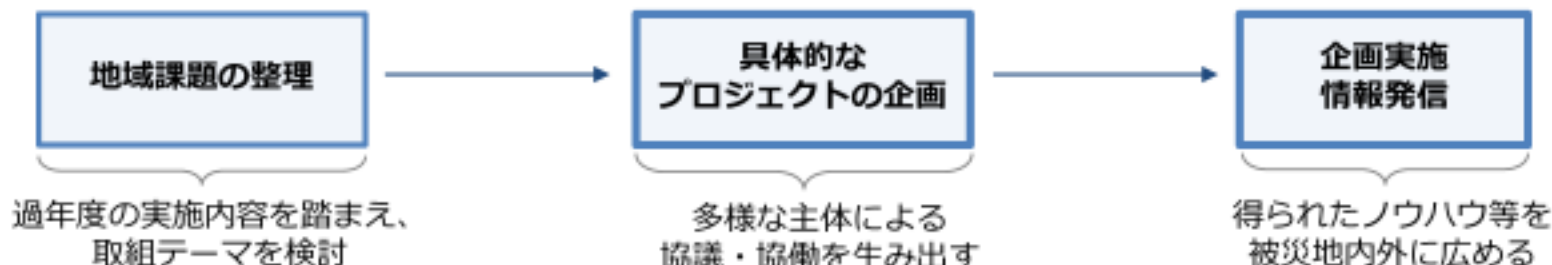 地域課題の整理
過年度の実施内容を踏まえ、
取組テーマを検討
具体的な
プロジェクトの企画
多様な主体による
協議・協働を生み出す
企画実施
情報発信
得られたノウハウ等を
被災地内外に広める